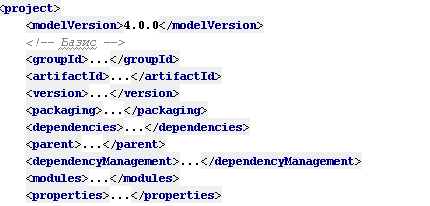 <project>
<modelVersion>4.0.0</modelVersion>
<!-- Базис -->
<groupId>...</groupId>
<artifactId>...</artifactId>
<version>...</version>
<packaging>...</packaging>
<dependencies>...</dependencies>
<parent>...</parent>
<dependencyManagement>...</dependencyManagement>
<modules>...</modules>
<properties>...</properties>